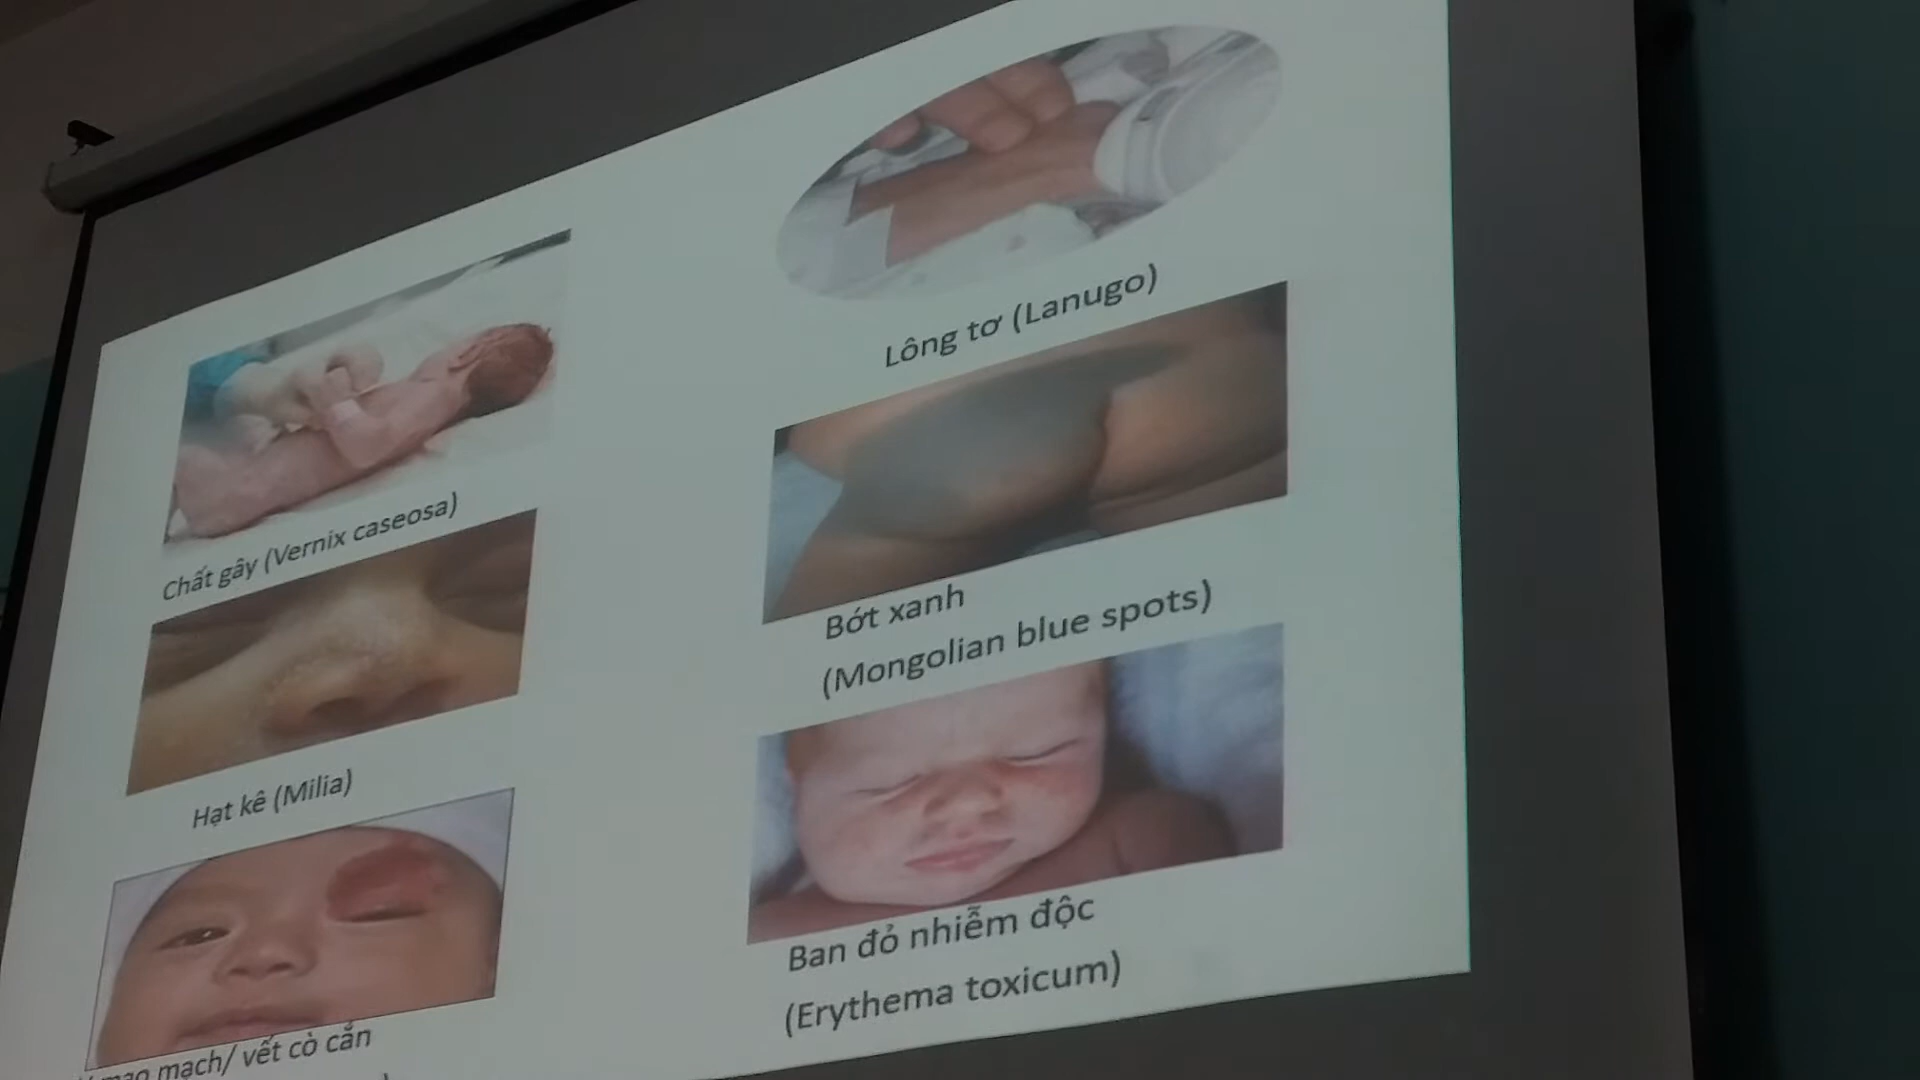 Chất gây (Vernix caseosa)
Hạt kê (Milia)
mạch/ vết cò cắn
Lông tơ (Lanugo)
Bớt xanh
(Mongolian blue spots)
Ban đỏ nhiễm độc
(Erythema toxicum)